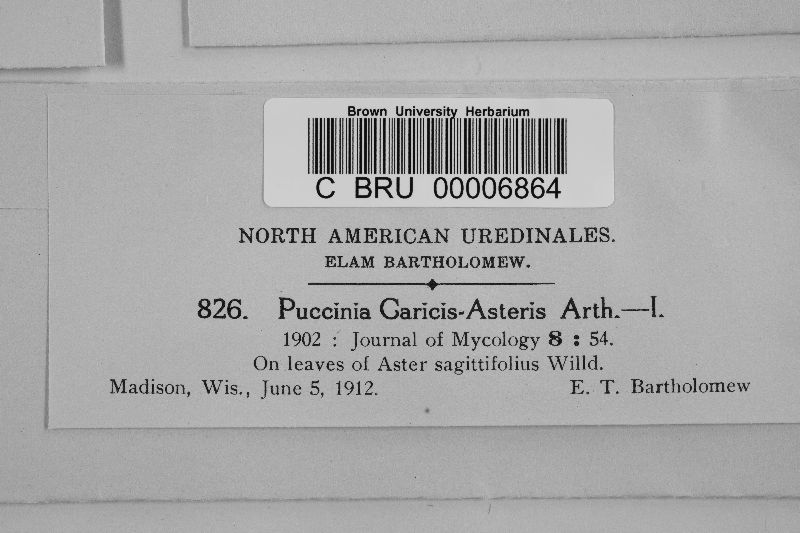 Brown University Herbarium
C BRU 00006864
NORTH AMERICAN UREDINALES.
ELAM BARTHOLOMEW.
826. Puccinia Caricis-Asteris Arth.—I.
1902 : Journal of Mycology 8 : 54.
On leaves of Aster sagittifolius Willd.
Madison, Wis., June 5, 1912. E. T. Bartholomew